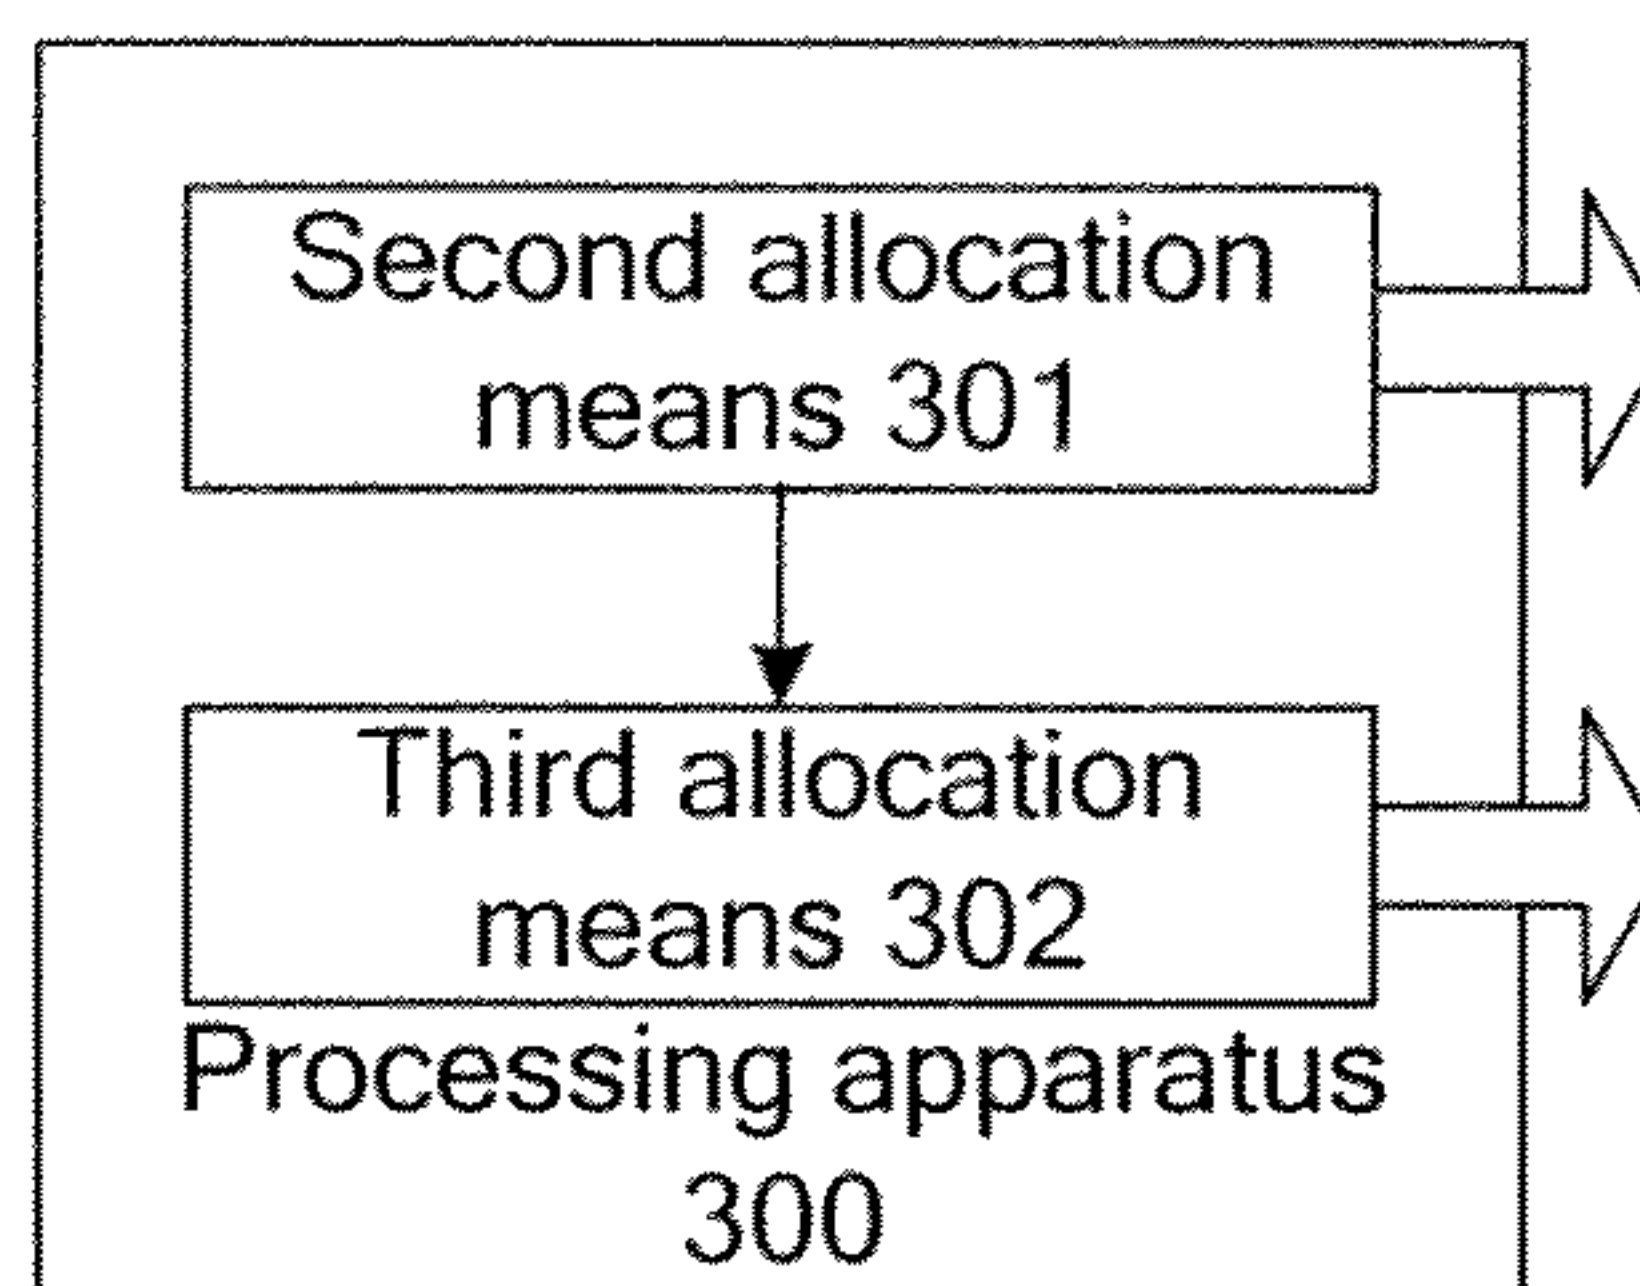 Second allocation
means 301
Third allocation
means 302
Processing apparatus
300